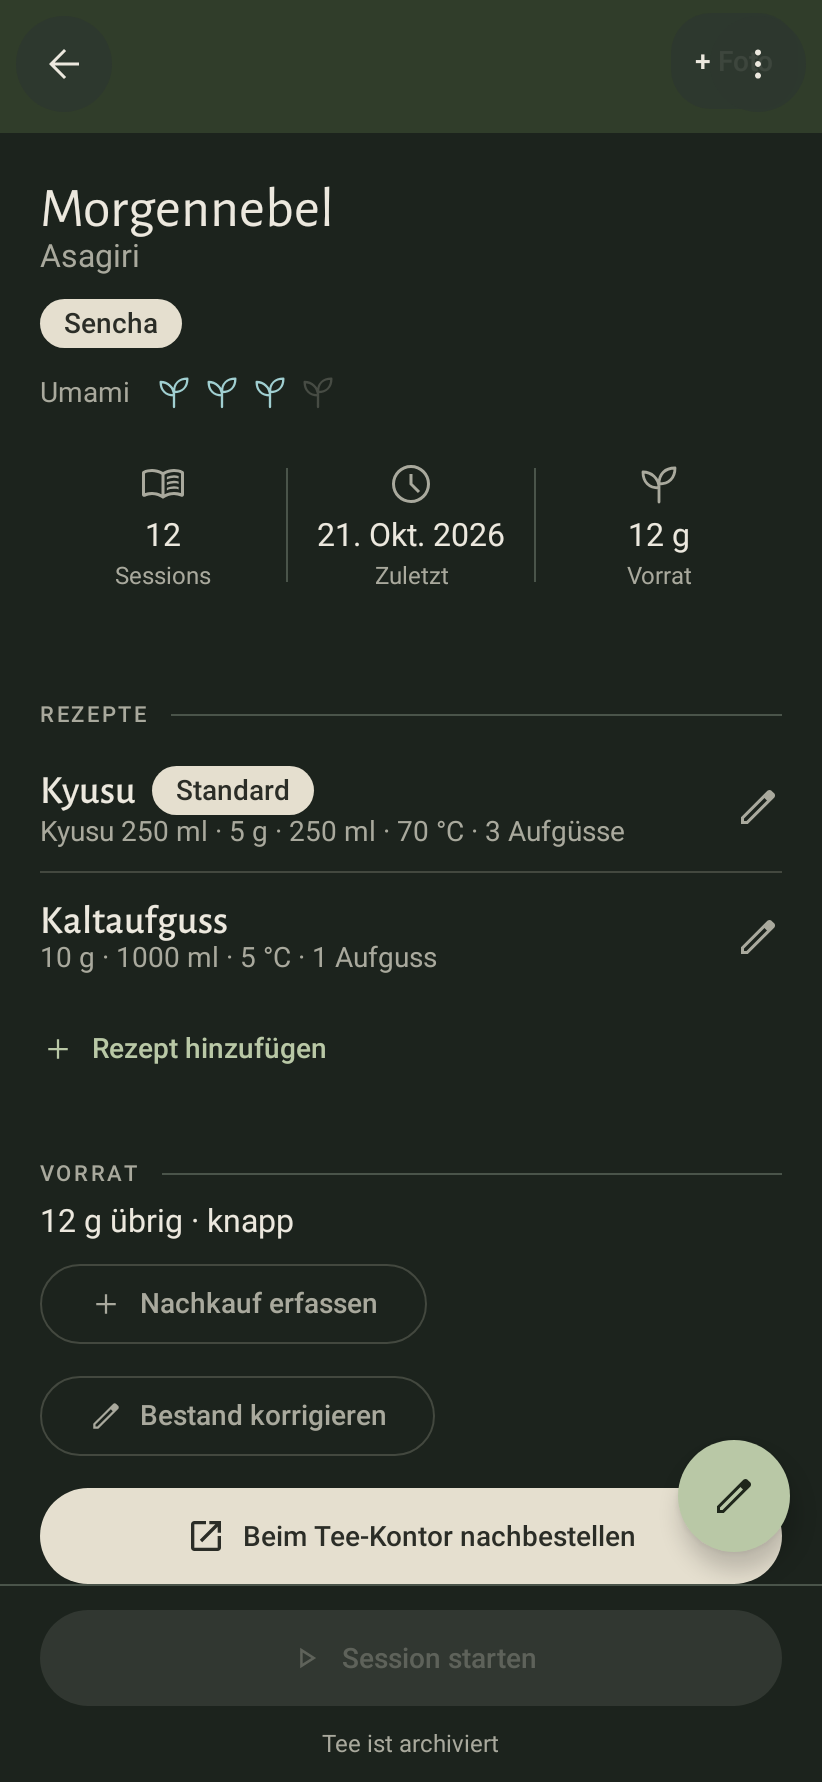 + Foto
Morgennebel
Asagiri
Sencha
Umami
12
Sessions
21. Okt. 2026
Zuletzt
12 g
Vorrat
REZEPTE
Kyusu
Standard
Kyusu 250 ml · 5 g · 250 ml · 70 °C · 3 Aufgüsse
Kaltaufguss
10 g · 1000 ml · 5 °C · 1 Aufguss
+ Rezept hinzufügen
VORRAT
12 g übrig · knapp
+ Nachkauf erfassen
Bestand korrigieren
Beim Tee-Kontor nachbestellen
Session starten
Tee ist archiviert